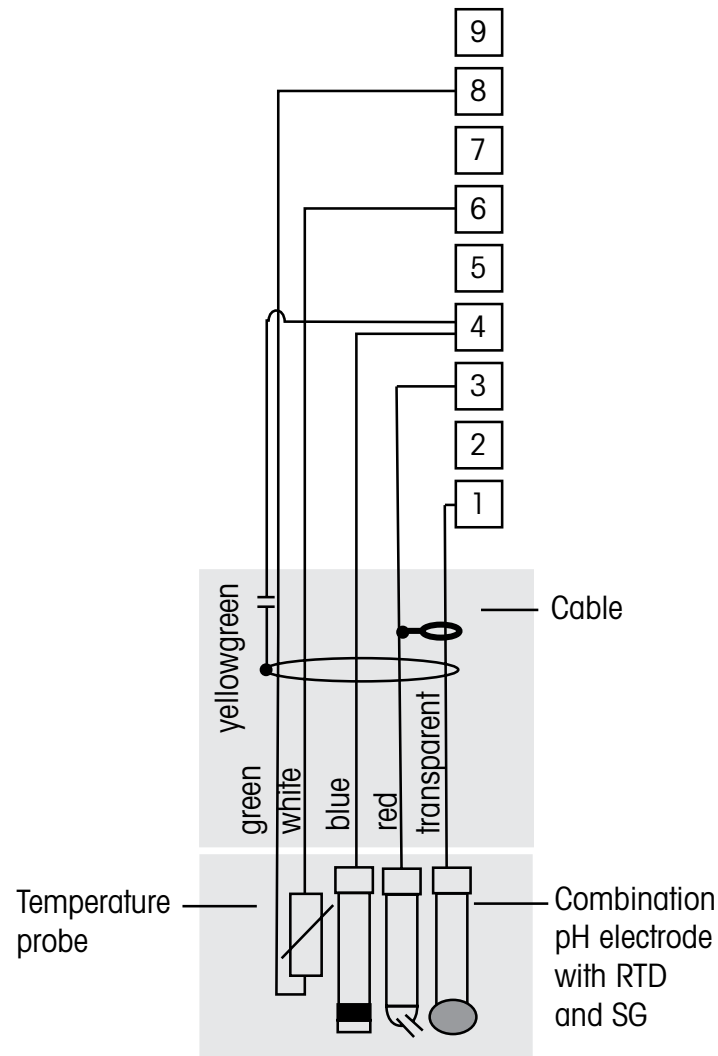 9
8
7
6
5
4
3
2
1
Cable
yellowgreen
green
white
blue
red
transparent
Temperature
probe
Combination
pH electrode
with RTD
and SG